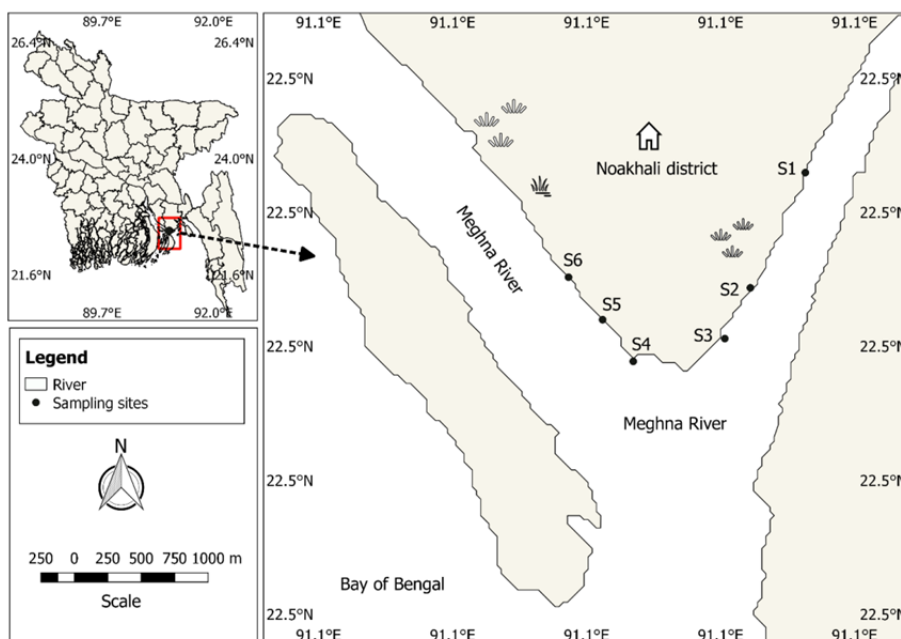 89.7°E 92.0°E
26.4°N 26.4°N
24.0°N 24.0°N
21.6°N 21.6°N
89.7°E 92.0°E
Legend
River
Sampling sites
N
250 0 250 500 750 1000 m
Scale
91.1°E 91.1°E 91.1°E 91.1°E 91.1°E
22.5°N 22.5°N
Noakhali district
S1
22.5°N 22.5°N
Meghna River
S6
S2
S5
S3
S4
22.5°N 22.5°N
Meghna River
22.5°N 22.5°N
Bay of Bengal
22.5°N 22.5°N
91.1°E 91.1°E 91.1°E 91.1°E 91.1°E